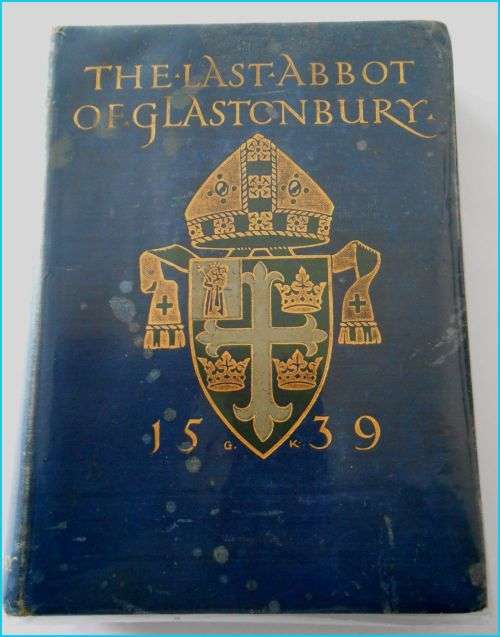 THE·LAST·ABBOT
OF·GLASTONBURY·
15 39
G. K.